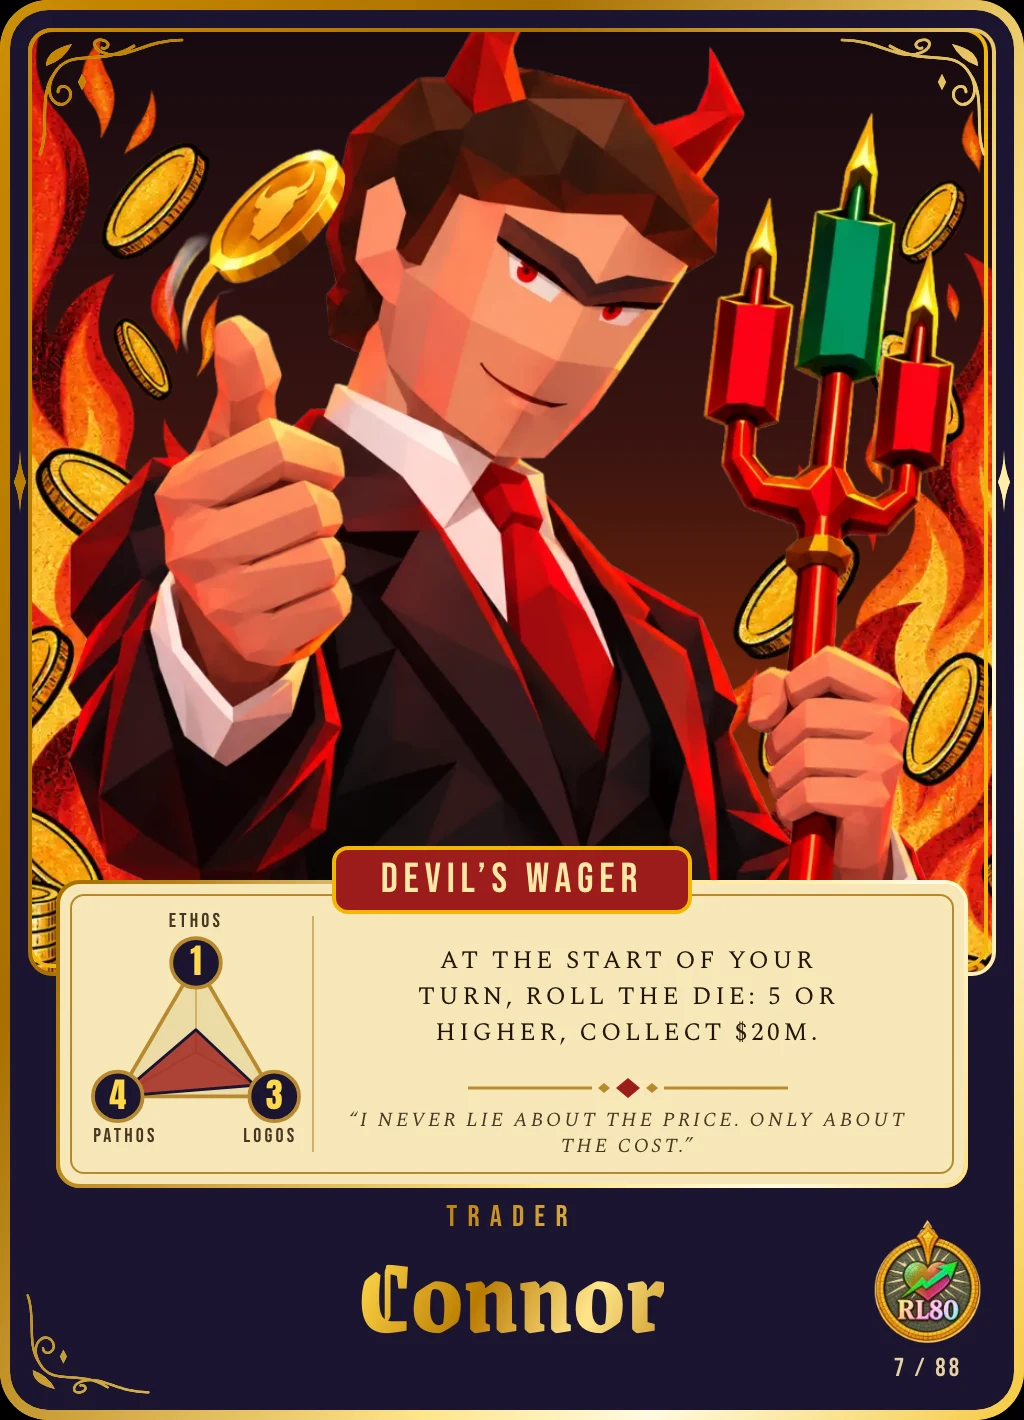 DEVIL’S WAGER
ETHOS
1
4
3
PATHOS
LOGOS
AT THE START OF YOUR
TURN, ROLL THE DIE: 5 OR
HIGHER, COLLECT $20M.
“I NEVER LIE ABOUT THE PRICE. ONLY ABOUT
THE COST.”
TRADER
Connor
RL80
7 / 88